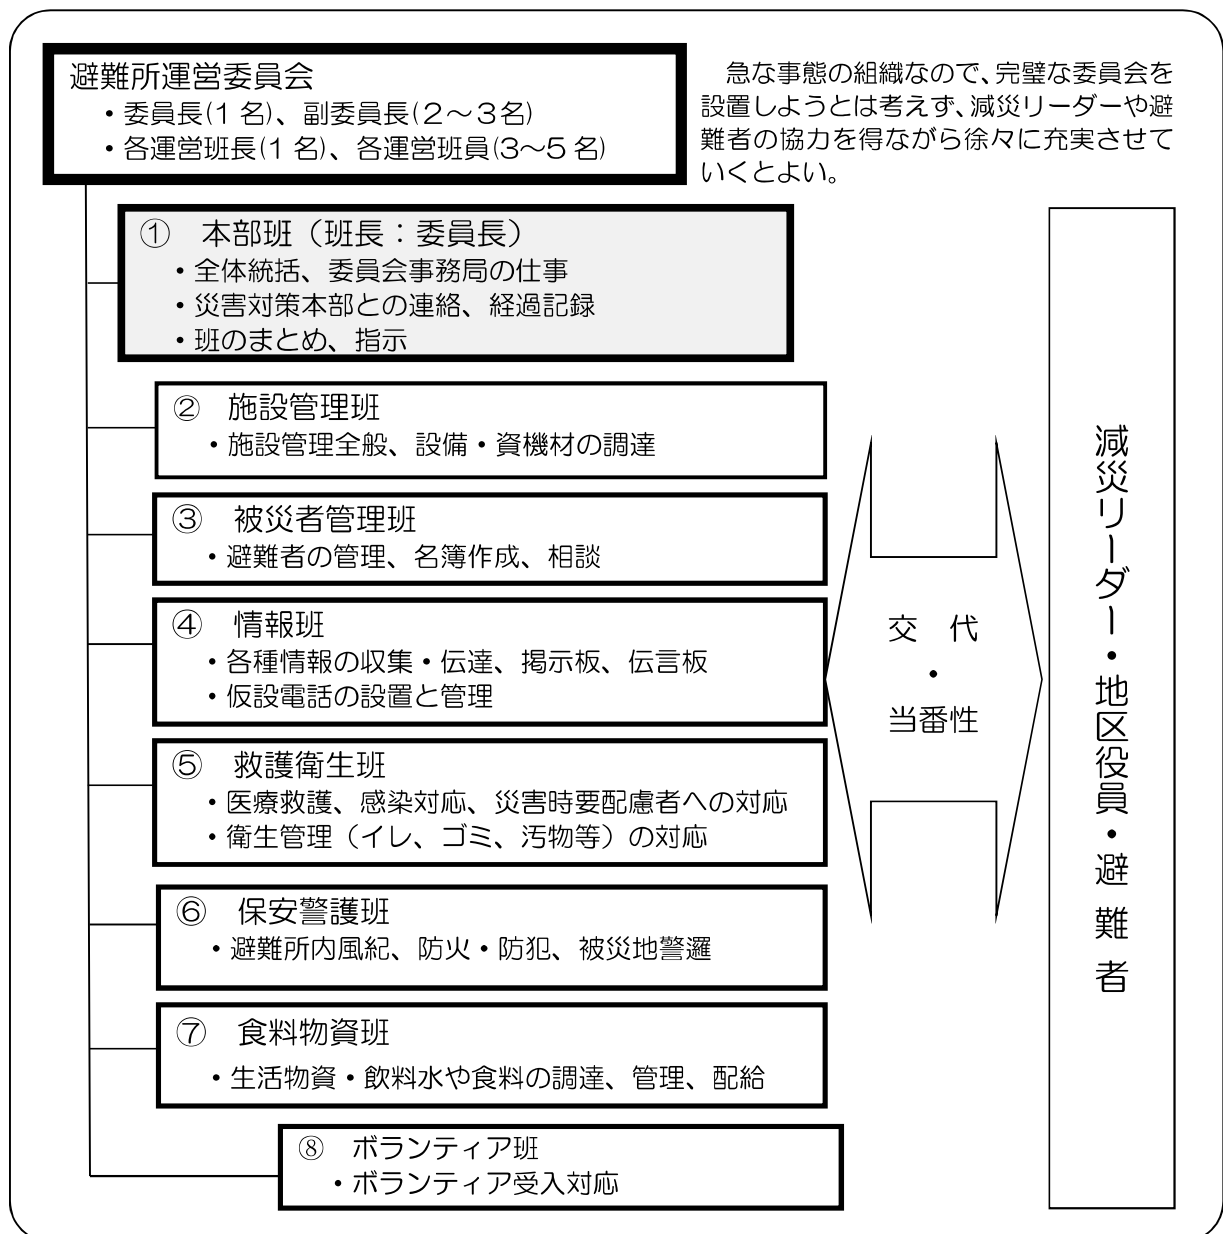 避難所運営委員会
・委員長(1 名)、副委員長(2～3名)
・各運営班長(1 名)、各運営班員(3～5 名)
急な事態の組織なので、完璧な委員会を
設置しようとは考えず、減災リーダーや避
難者の協力を得ながら徐々に充実させて
いくとよい。
① 本部班（班長：委員長）
・全体統括、委員会事務局の仕事
・災害対策本部との連絡、経過記録
・班のまとめ、指示
② 施設管理班
・施設管理全般、設備・資機材の調達
③ 被災者管理班
・避難者の管理、名簿作成、相談
④ 情報班
・各種情報の収集・伝達、掲示板、伝言板
・仮設電話の設置と管理
⑤ 救護衛生班
・医療救護、感染対応、災害時要配慮者への対応
・衛生管理（イレ、ゴミ、汚物等）の対応
⑥ 保安警護班
・避難所内風紀、防火・防犯、被災地警邏
⑦ 食料物資班
・生活物資・飲料水や食料の調達、管理、配給
⑧ ボランティア班
・ボランティア受入対応
交 代
・
当番性
減災リーダー・地区役員・避難者